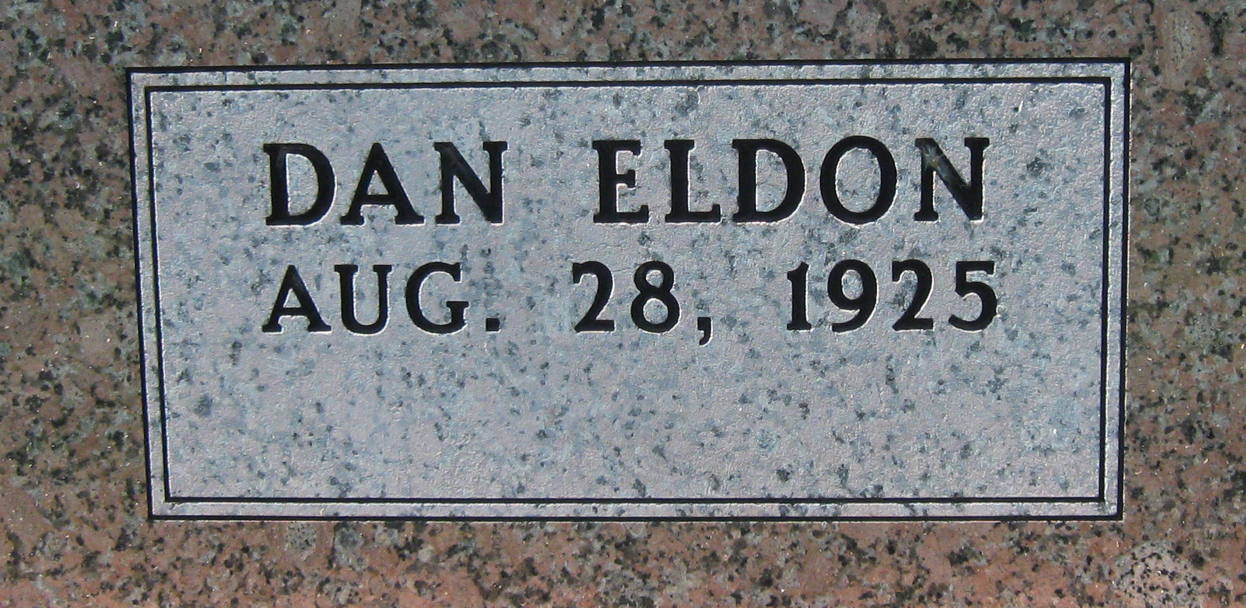 DAN ELDON
AUG. 28, 1925